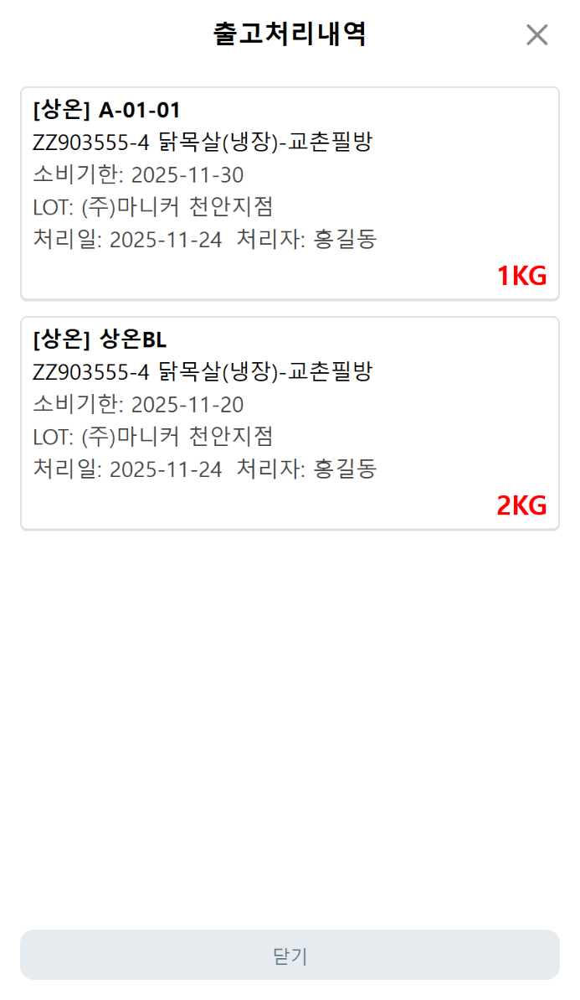 출고처리내역
[상온] A-01-01
ZZ903555-4 닭목살(냉장)-교촌필방
소비기한: 2025-11-30
LOT: (주)마니커 천안지점
처리일: 2025-11-24 처리자: 홍길동
1KG
[상온] 상온BL
ZZ903555-4 닭목살(냉장)-교촌필방
소비기한: 2025-11-20
LOT: (주)마니커 천안지점
처리일: 2025-11-24 처리자: 홍길동
2KG
닫기